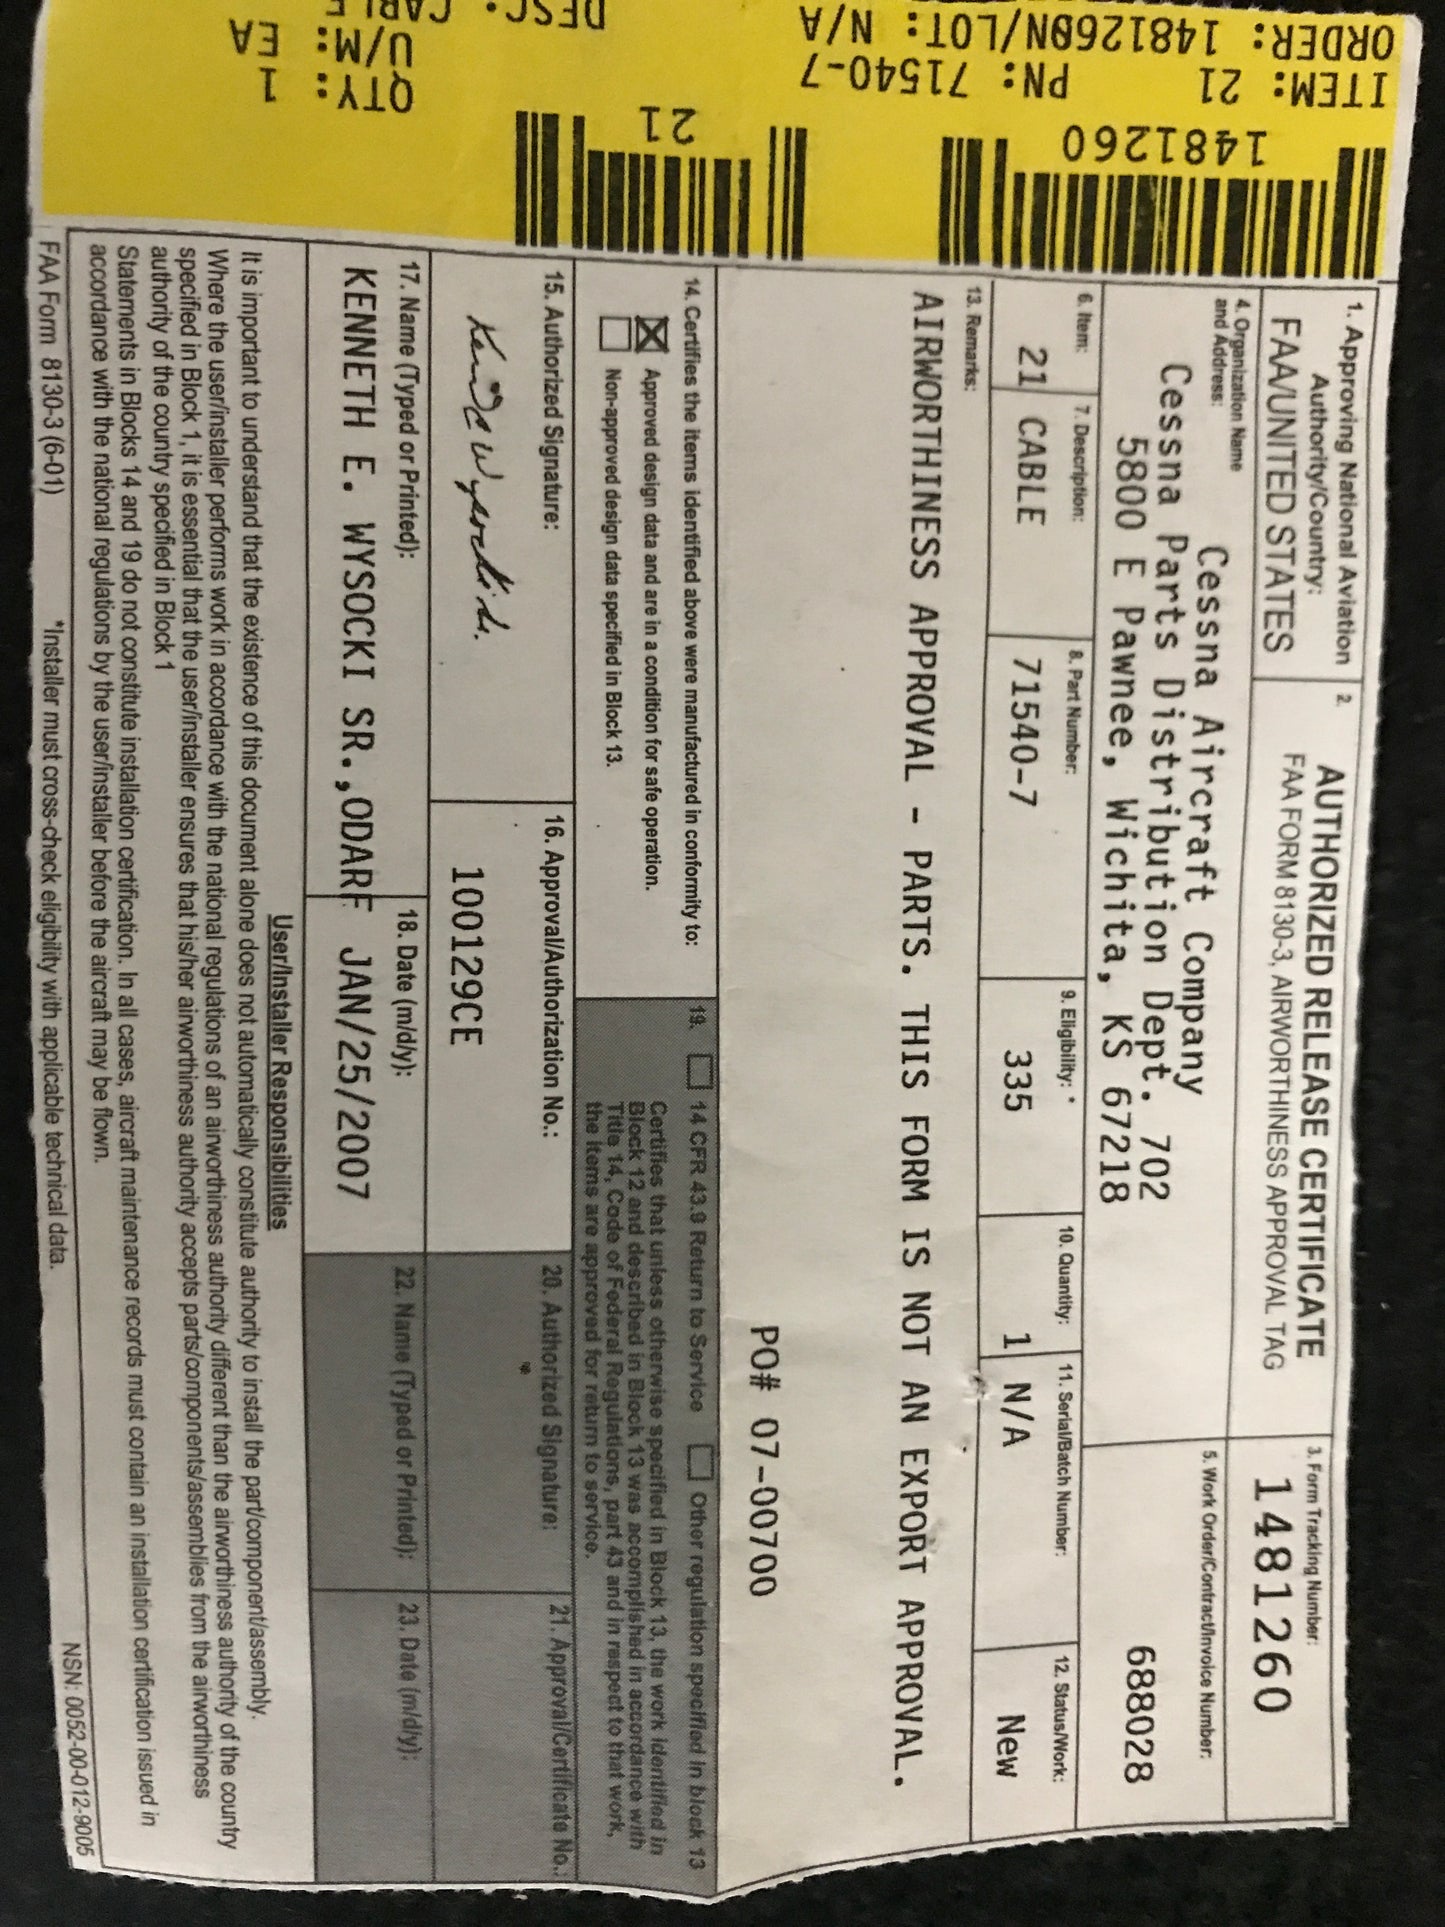 1. Approving National Aviation
Authority/Country:
FAA/UNITED STATES
2.
AUTHORIZED RELEASE CERTIFICATE
FAA FORM 8130-3, AIRWORTHINESS APPROVAL TAG
3. Form Tracking Number:
1481260
4. Organization Name
and Address:
Cessna Aircraft Company
Cessna Parts Distribution Dept. 702
5800 E Pawnee, Wichita, KS 67218
5. Work Order/Contract/Invoice Number:
688028
6. Item:
21
7. Description:
CABLE
8. Part Number:
71540-7
9. Eligibility: *
335
10. Quantity:
1
11. Serial/Batch Number:
N/A
12. Status/Work:
New
13. Remarks:
AIRWORTHINESS APPROVAL - PARTS. THIS FORM IS NOT AN EXPORT APPROVAL.
PO# 07-00700
14. Certifies the items identified above were manufactured in conformity to:
Approved design data and are in a condition for safe operation.
Non-approved design data specified in Block 13.
19.
14 CFR 43.9 Return to Service
Other regulation specified in block 13
Certifies that unless otherwise specified in Block 13, the work identified in
Block 12 and described in Block 13 was accomplished in accordance with
Title 14, Code of Federal Regulations, part 43 and in respect to that work,
the items are approved for return to service.
15. Authorized Signature:
16. Approval/Authorization No.:
100129CE
20. Authorized Signature:
21. Approval/Certificate No.:
17. Name (Typed or Printed):
KENNETH E. WYSOCKI SR.,ODARF
18. Date (m/d/y):
JAN/25/2007
22. Name (Typed or Printed):
23. Date (m/d/y):
User/Installer Responsibilities
It is important to understand that the existence of this document alone does not automatically constitute authority to install the part/component/assembly.
Where the user/installer performs work in accordance with the national regulations of an airworthiness authority different than the airworthiness authority of the country
specified in Block 1, it is essential that the user/installer ensures that his/her airworthiness authority accepts parts/components/assemblies from the airworthiness
authority of the country specified in Block 1
Statements in Blocks 14 and 19 do not constitute installation certification. In all cases, aircraft maintenance records must contain an installation certification issued in
accordance with the national regulations by the user/installer before the aircraft may be flown.
FAA Form 8130-3 (6-01)
*Installer must cross-check eligibility with applicable technical data.
NSN: 0052-00-012-9005
1481260
21
ITEM: 21 PN: 71540-7 QTY: 1
ORDER: 1481260N/LOT: N/A U/M: EA
DESC: CABLE